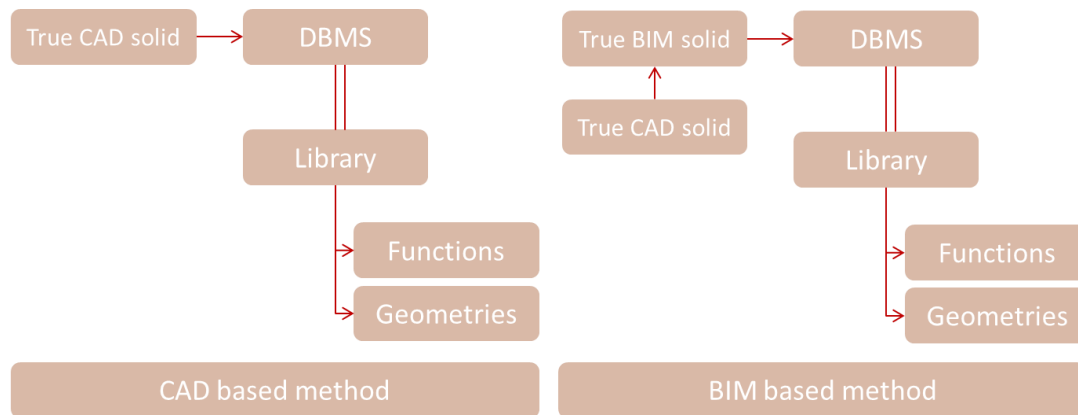 True CAD solid
DBMS
Library
Functions
Geometries
CAD based method
True BIM solid
DBMS
True CAD solid
Library
Functions
Geometries
BIM based method